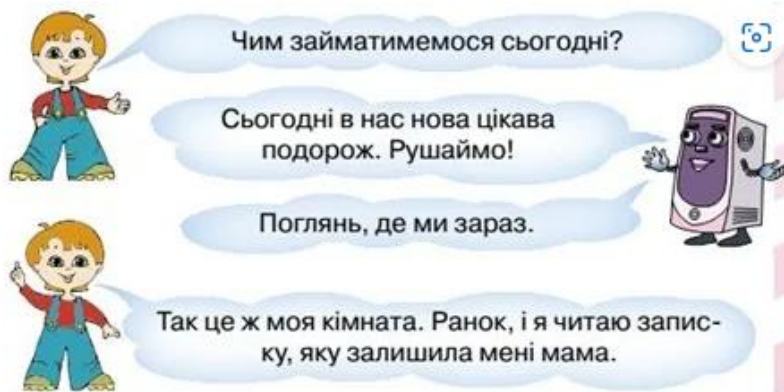 Чим займатимемося сьогодні?
Сьогодні в нас нова цікава
подорож. Рушаймо!
Поглянь, де ми зараз.
Так це ж моя кімната. Ранок, і я читаю запис-
ку, яку залишила мені мама.